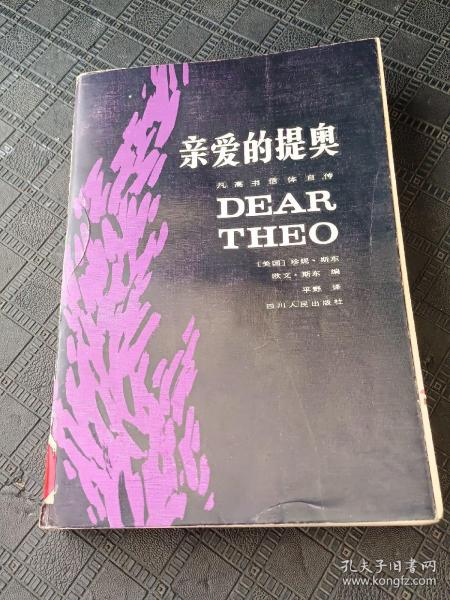 亲爱的提奥
凡高书信体自传
DEAR
THEO
〔美国〕珍妮·斯东
欧文·斯东 编
平野 译
四川人民出版社
孔夫子旧书网
www.kongfz.com